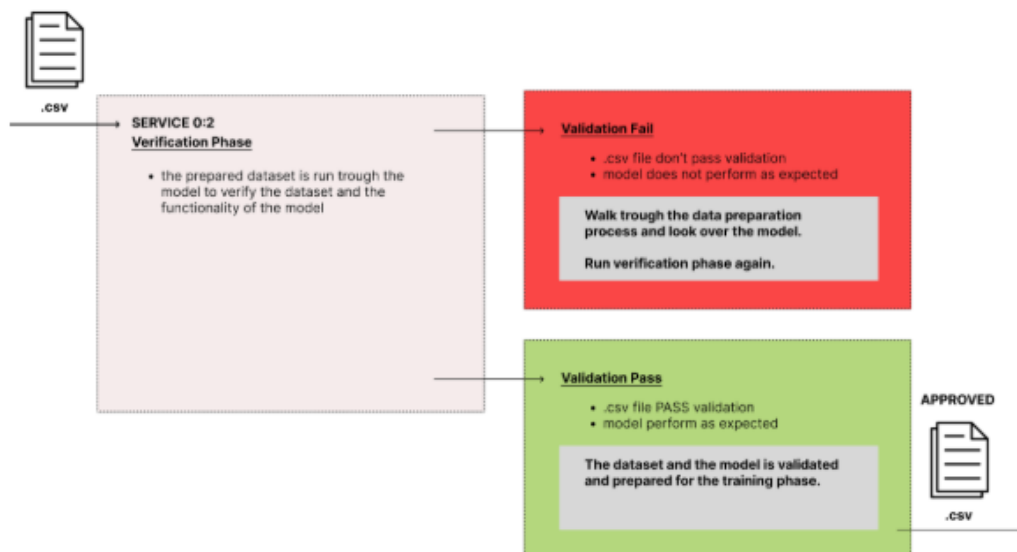 .csv
SERVICE 0:2
Verification Phase
• the prepared dataset is run trough the
model to verify the dataset and the
functionality of the model
Validation Fail
• .csv file don't pass validation
• model does not perform as expected
Walk trough the data preparation
process and look over the model.
Run verification phase again.
Validation Pass
• .csv file PASS validation
• model perform as expected
The dataset and the model is validated
and prepared for the training phase.
APPROVED
.csv